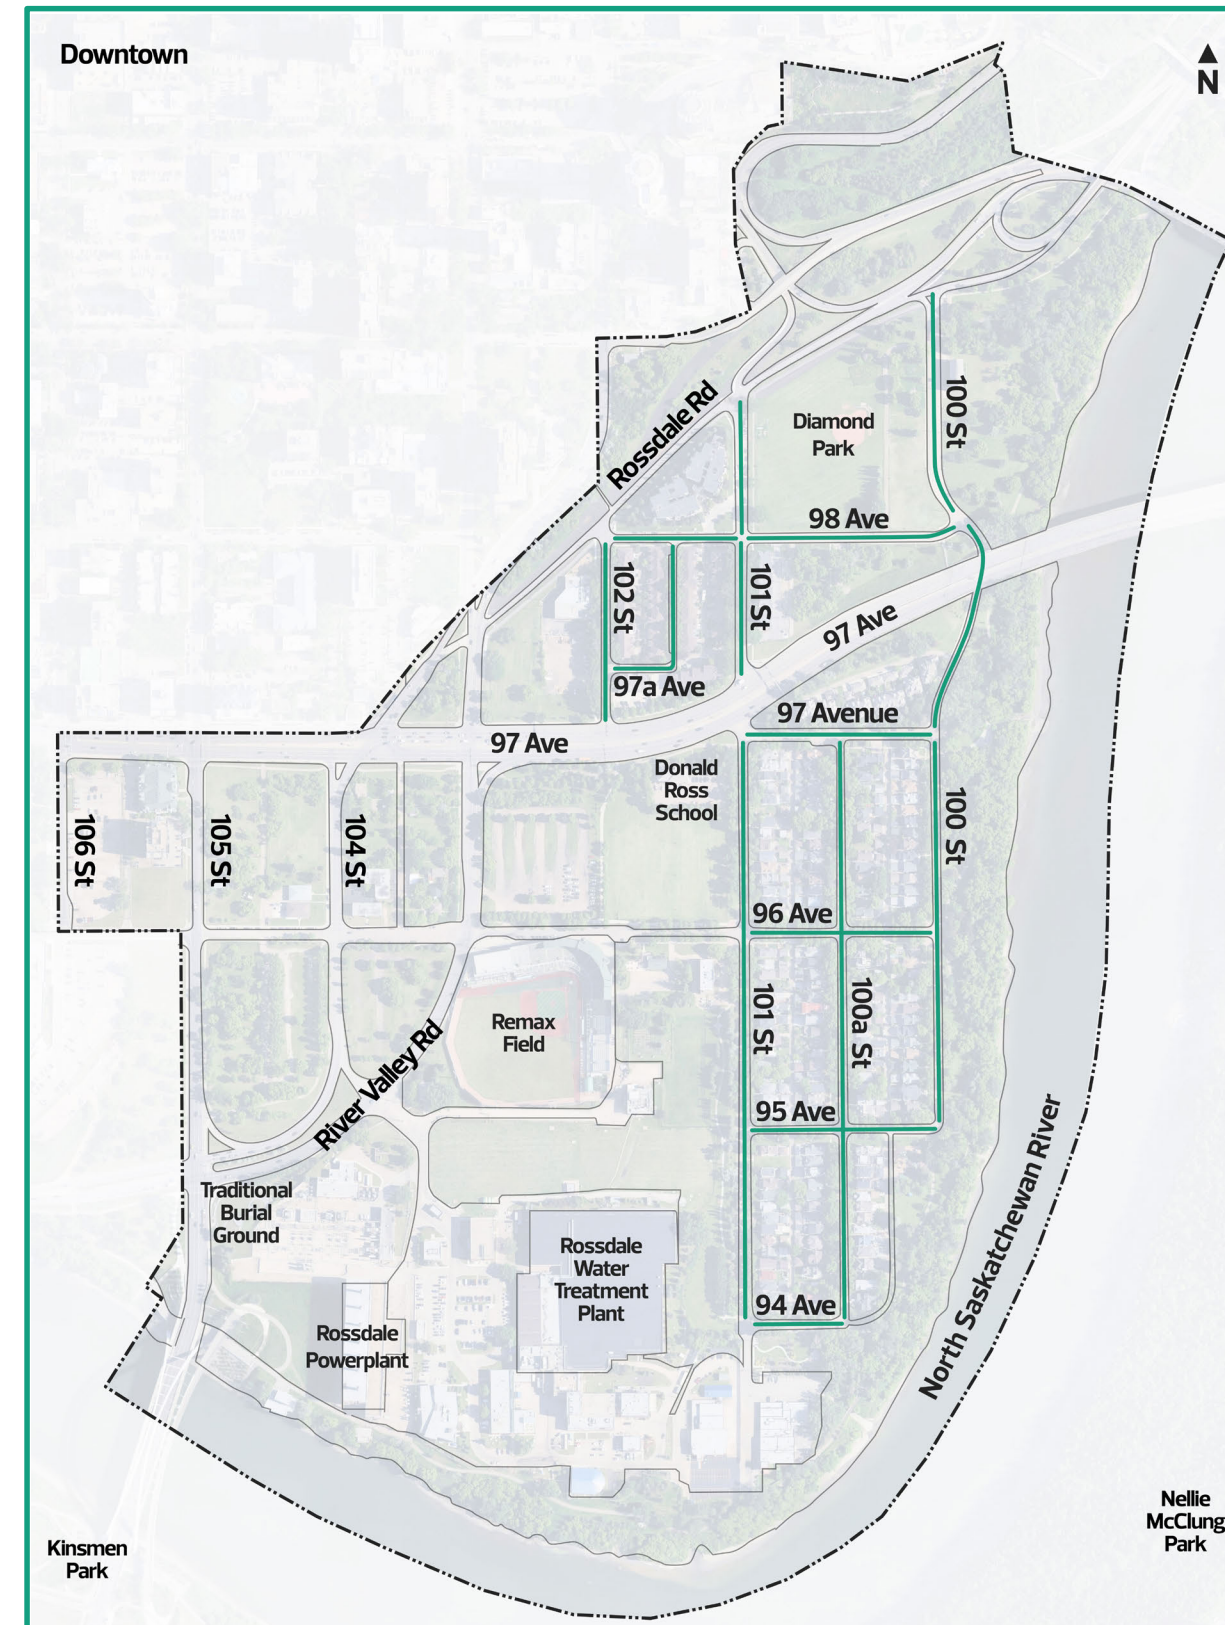 Downtown
N
Rossdale Rd
Diamond
Park
100 St
98 Ave
102 St
101 St
97 Ave
97a Ave
97 Avenue
97 Ave
Donald
Ross
School
106 St
105 St
104 St
100 St
96 Ave
101 St
100a St
Remax
Field
River Valley Rd
95 Ave
Traditional
Burial
Ground
Rossdale
Water
Treatment
Plant
94 Ave
Rossdale
Powerplant
North Saskatchewan River
Nellie
McClung
Park
Kinsmen
Park